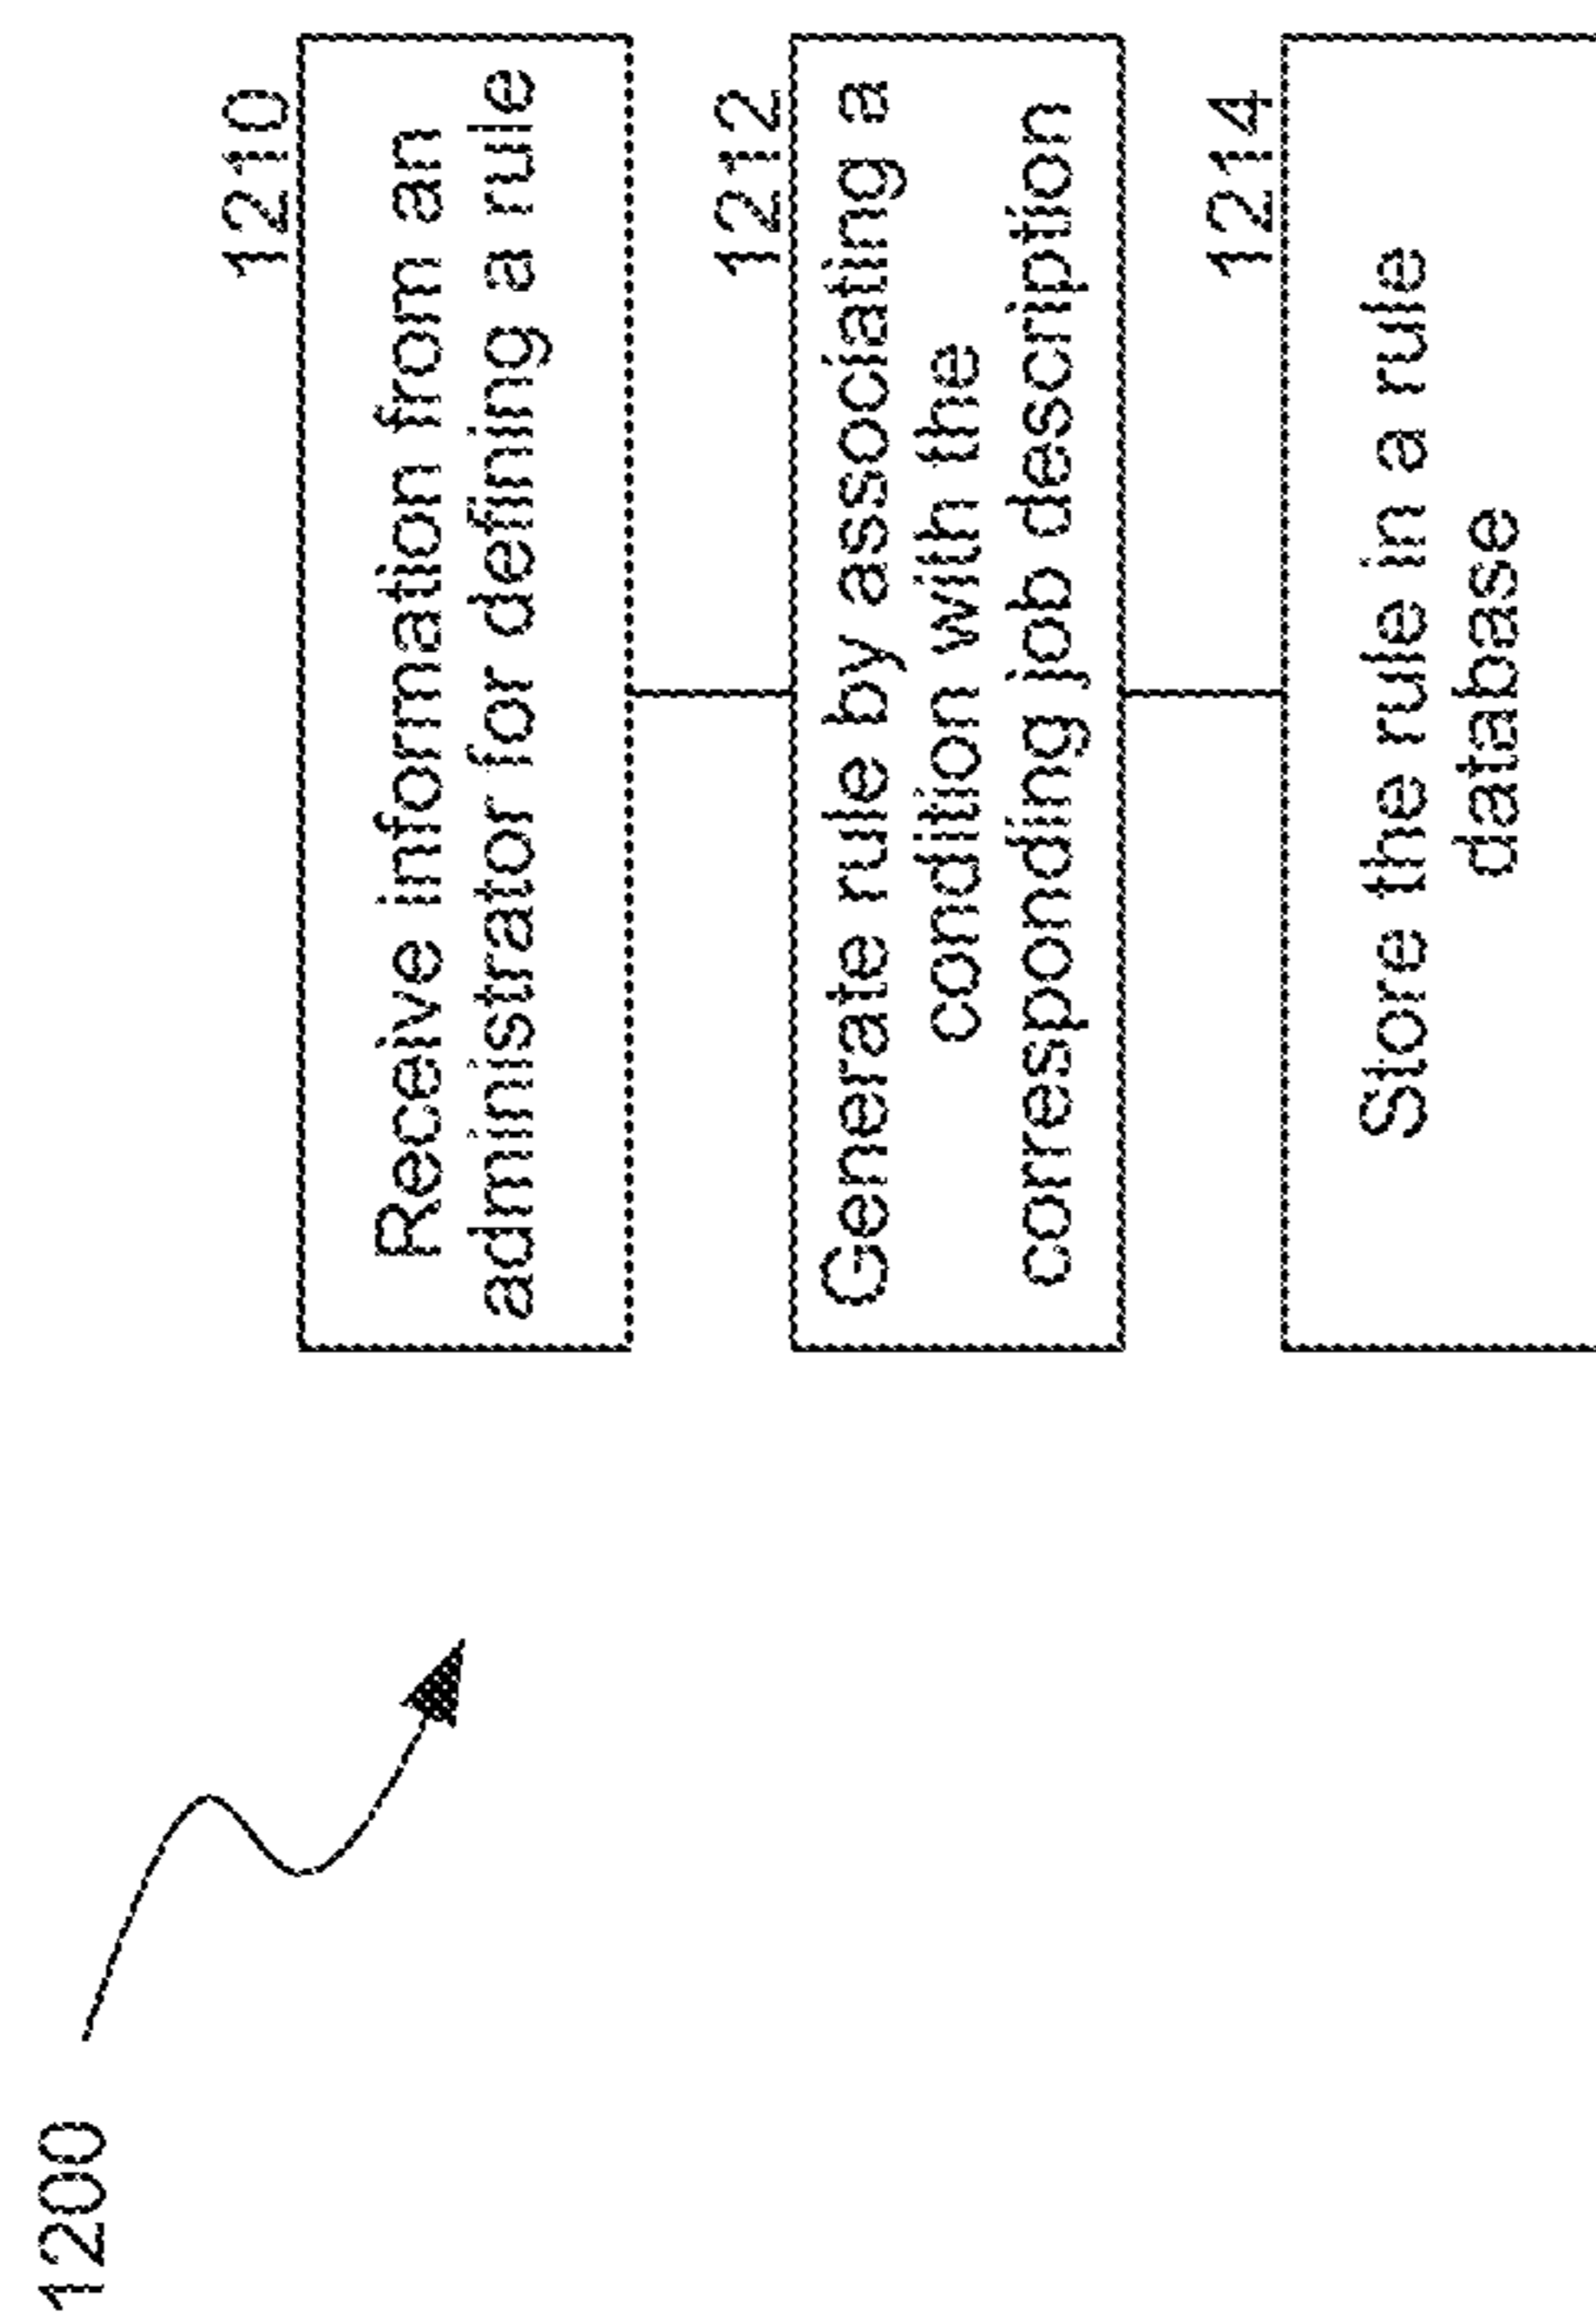 1200
1210
Receive information from an
administrator for defining a rule
1212
Generate rule by associating a
condition with the
corresponding job description
1214
Store the rule in a rule
database